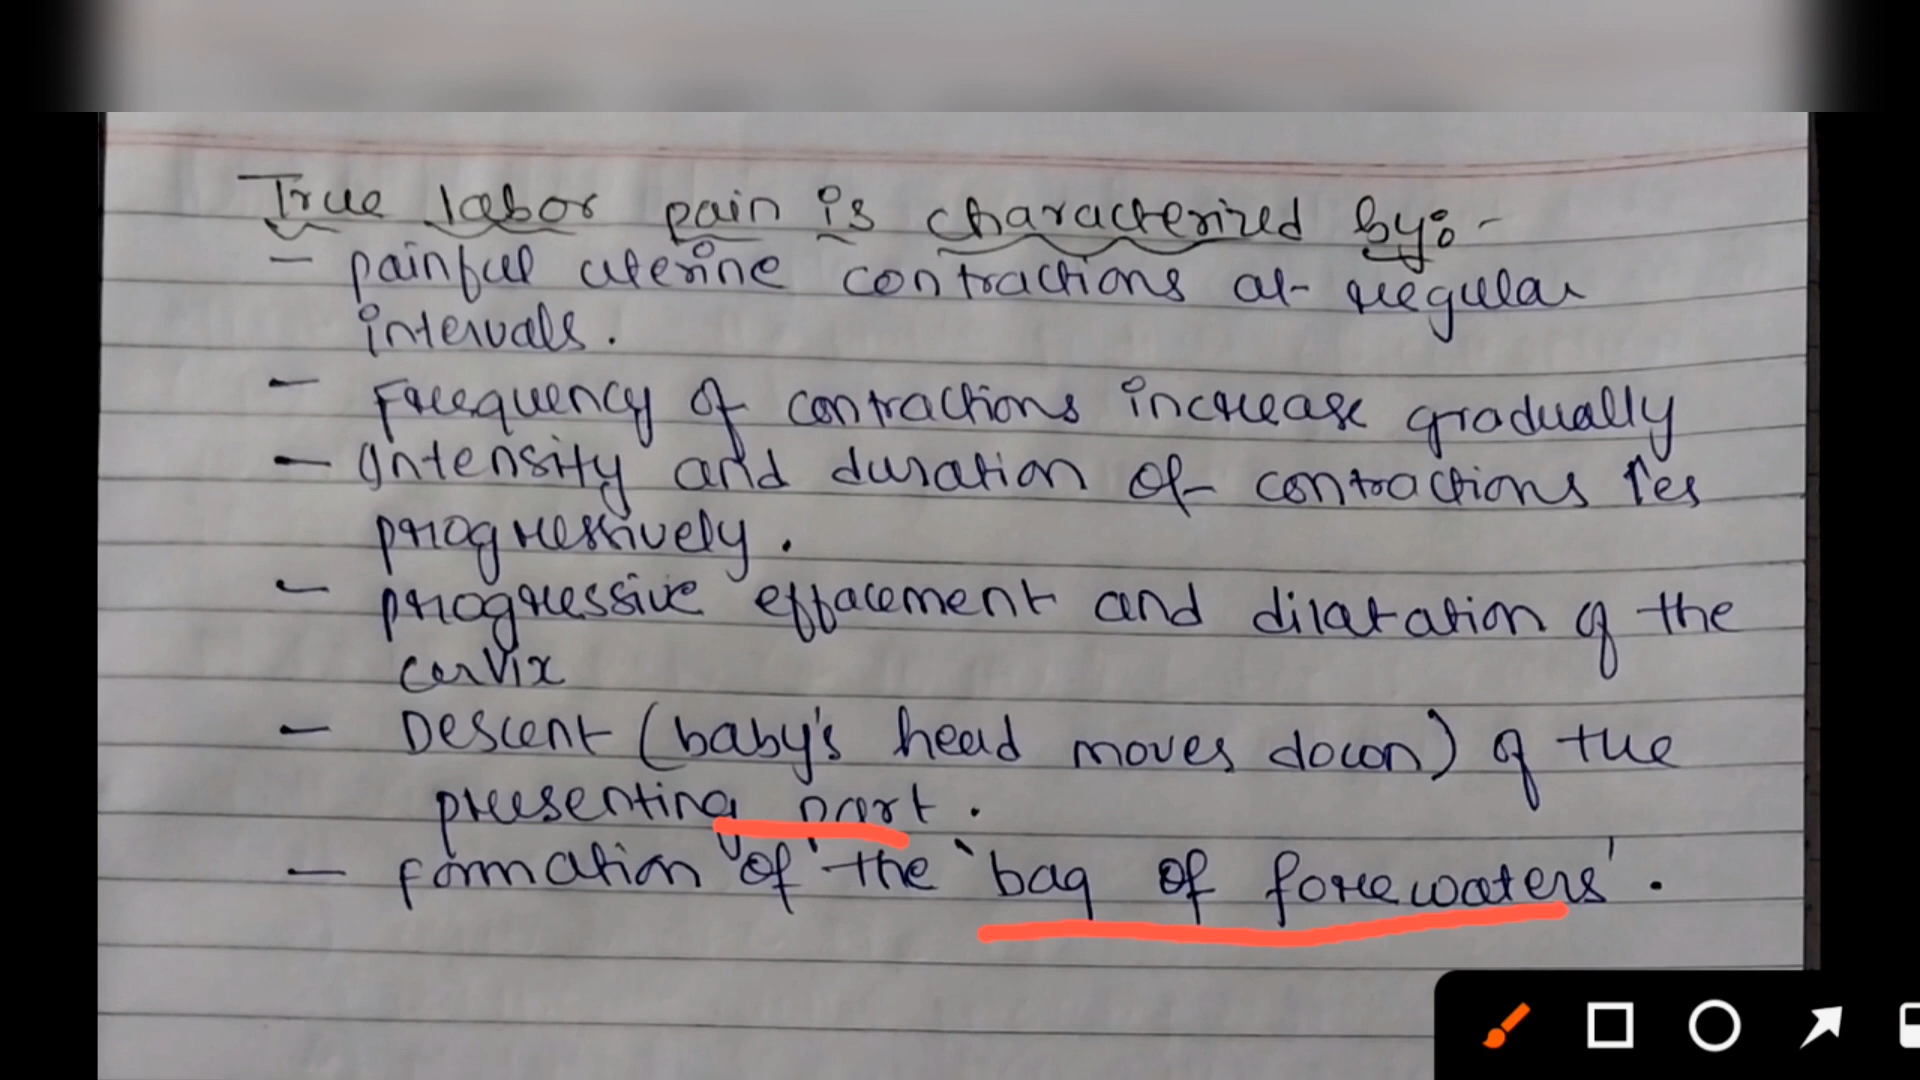 True labor pain is characterized by:-
- painful uterine contractions at regular
intervals.
- Frequency of contractions increase gradually
- Intensity and duration of contractions ↑es
progressively.
- progressive effacement and dilatation of the
cervix
- Descent (baby's head moves down) of the
presenting part.
- formation of the 'bag of forewaters'.